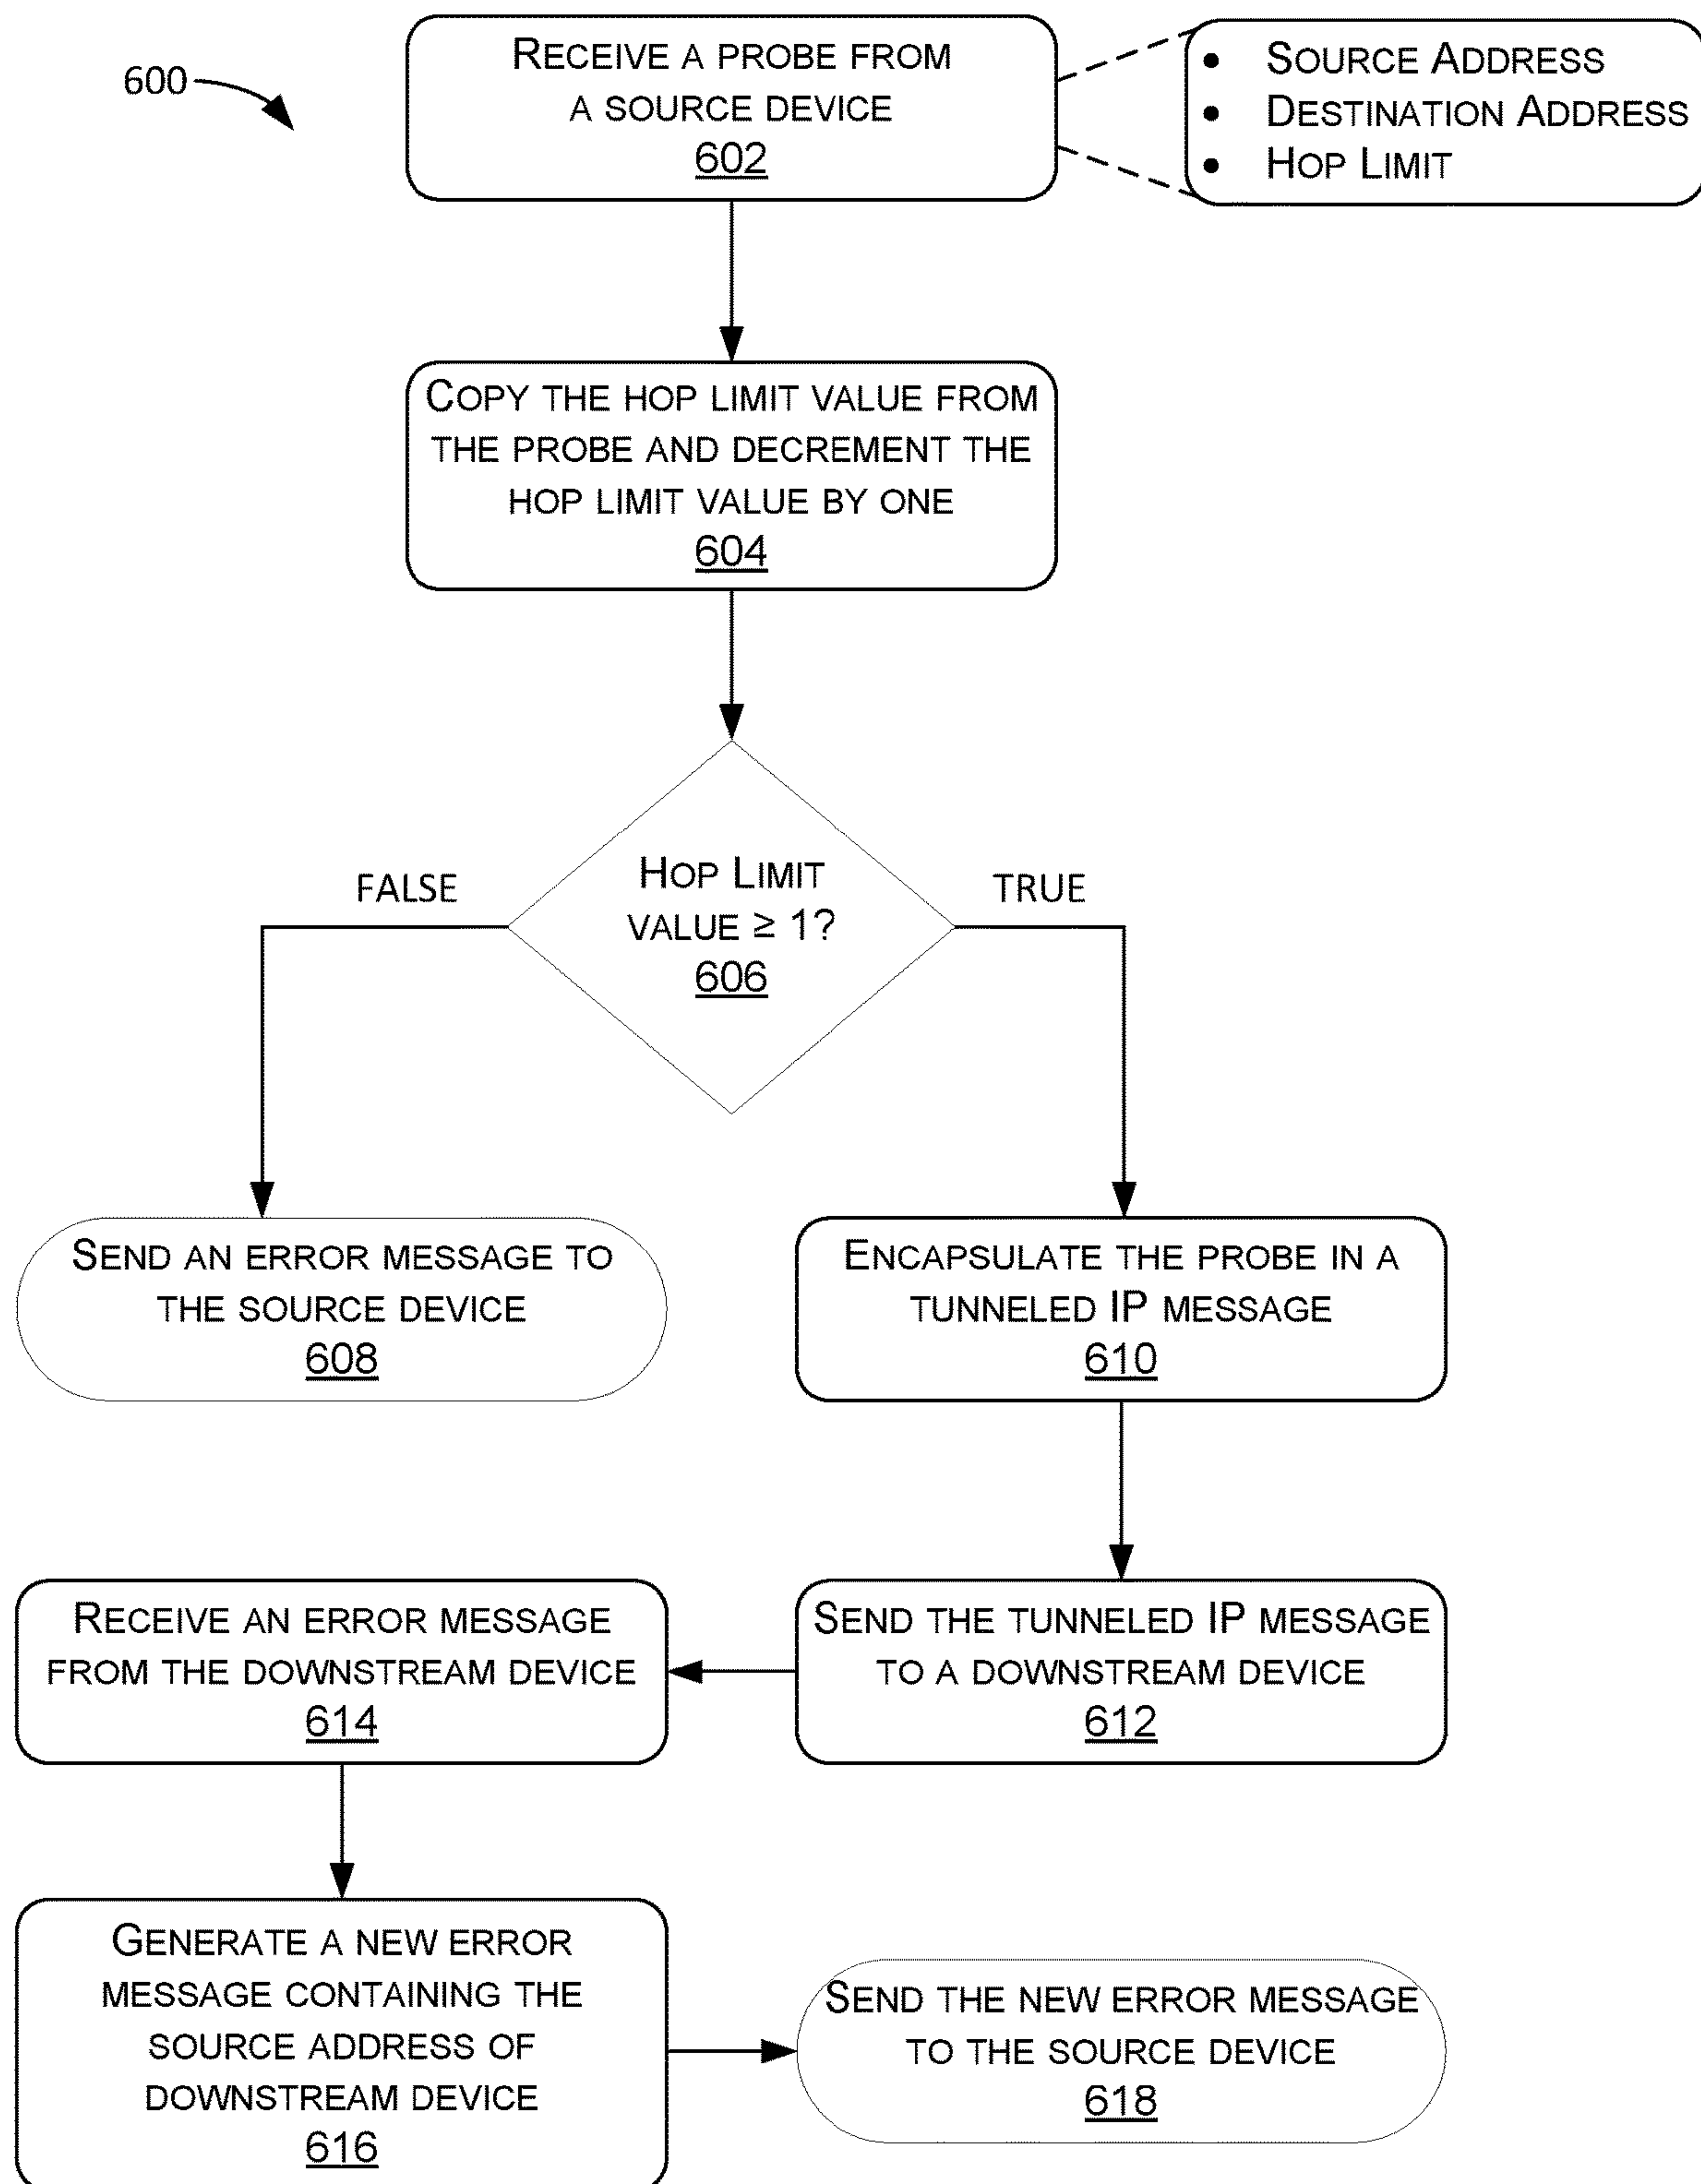 600
RECEIVE A PROBE FROM
A SOURCE DEVICE
602
• SOURCE ADDRESS
• DESTINATION ADDRESS
• HOP LIMIT
COPY THE HOP LIMIT VALUE FROM
THE PROBE AND DECREMENT THE
HOP LIMIT VALUE BY ONE
604
HOP LIMIT
VALUE ≥ 1?
606
FALSE
TRUE
SEND AN ERROR MESSAGE TO
THE SOURCE DEVICE
608
ENCAPSULATE THE PROBE IN A
TUNNELED IP MESSAGE
610
SEND THE TUNNELED IP MESSAGE
TO A DOWNSTREAM DEVICE
612
RECEIVE AN ERROR MESSAGE
FROM THE DOWNSTREAM DEVICE
614
GENERATE A NEW ERROR
MESSAGE CONTAINING THE
SOURCE ADDRESS OF
DOWNSTREAM DEVICE
616
SEND THE NEW ERROR MESSAGE
TO THE SOURCE DEVICE
618